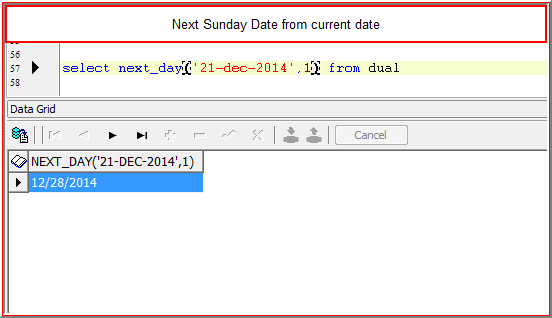 Next Sunday Date from current date
56
57 select next_day('21-dec-2014',1) from dual
58
Data Grid
Cancel
NEXT_DAY('21-DEC-2014',1)
12/28/2014